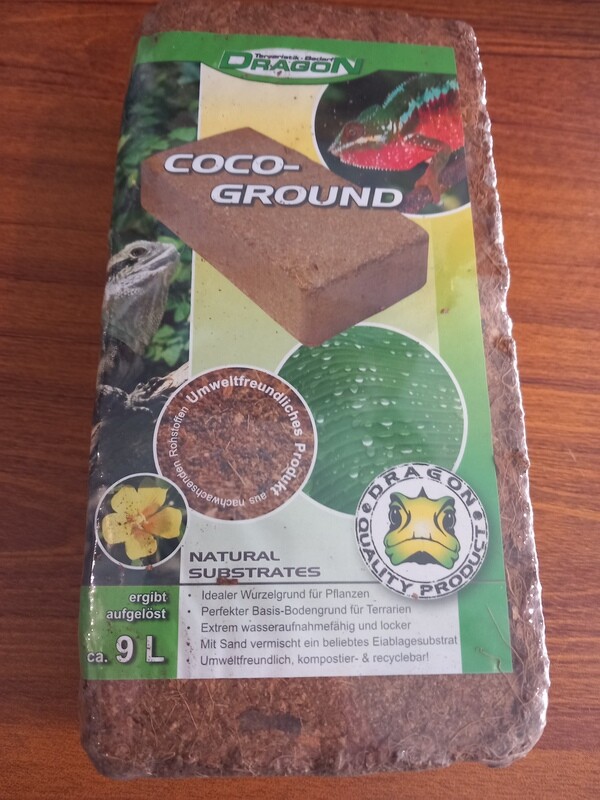 Terraristik-Bedarf
DRAGON
COCO-
GROUND
Umweltfreundliches Produkt aus nachwachsenden Rohstoffen
DRAGON
QUALITY PRODUCT
NATURAL
SUBSTRATES
ergibt
aufgelöst
ca. 9 L
• Idealer Wurzelgrund für Pflanzen
• Perfekter Basis-Bodengrund für Terrarien
Extrem wasseraufnahmefähig und locker
• Mit Sand vermischt ein beliebtes Eiablagesubstrat
• Umweltfreundlich, kompostier- & recyclebar!